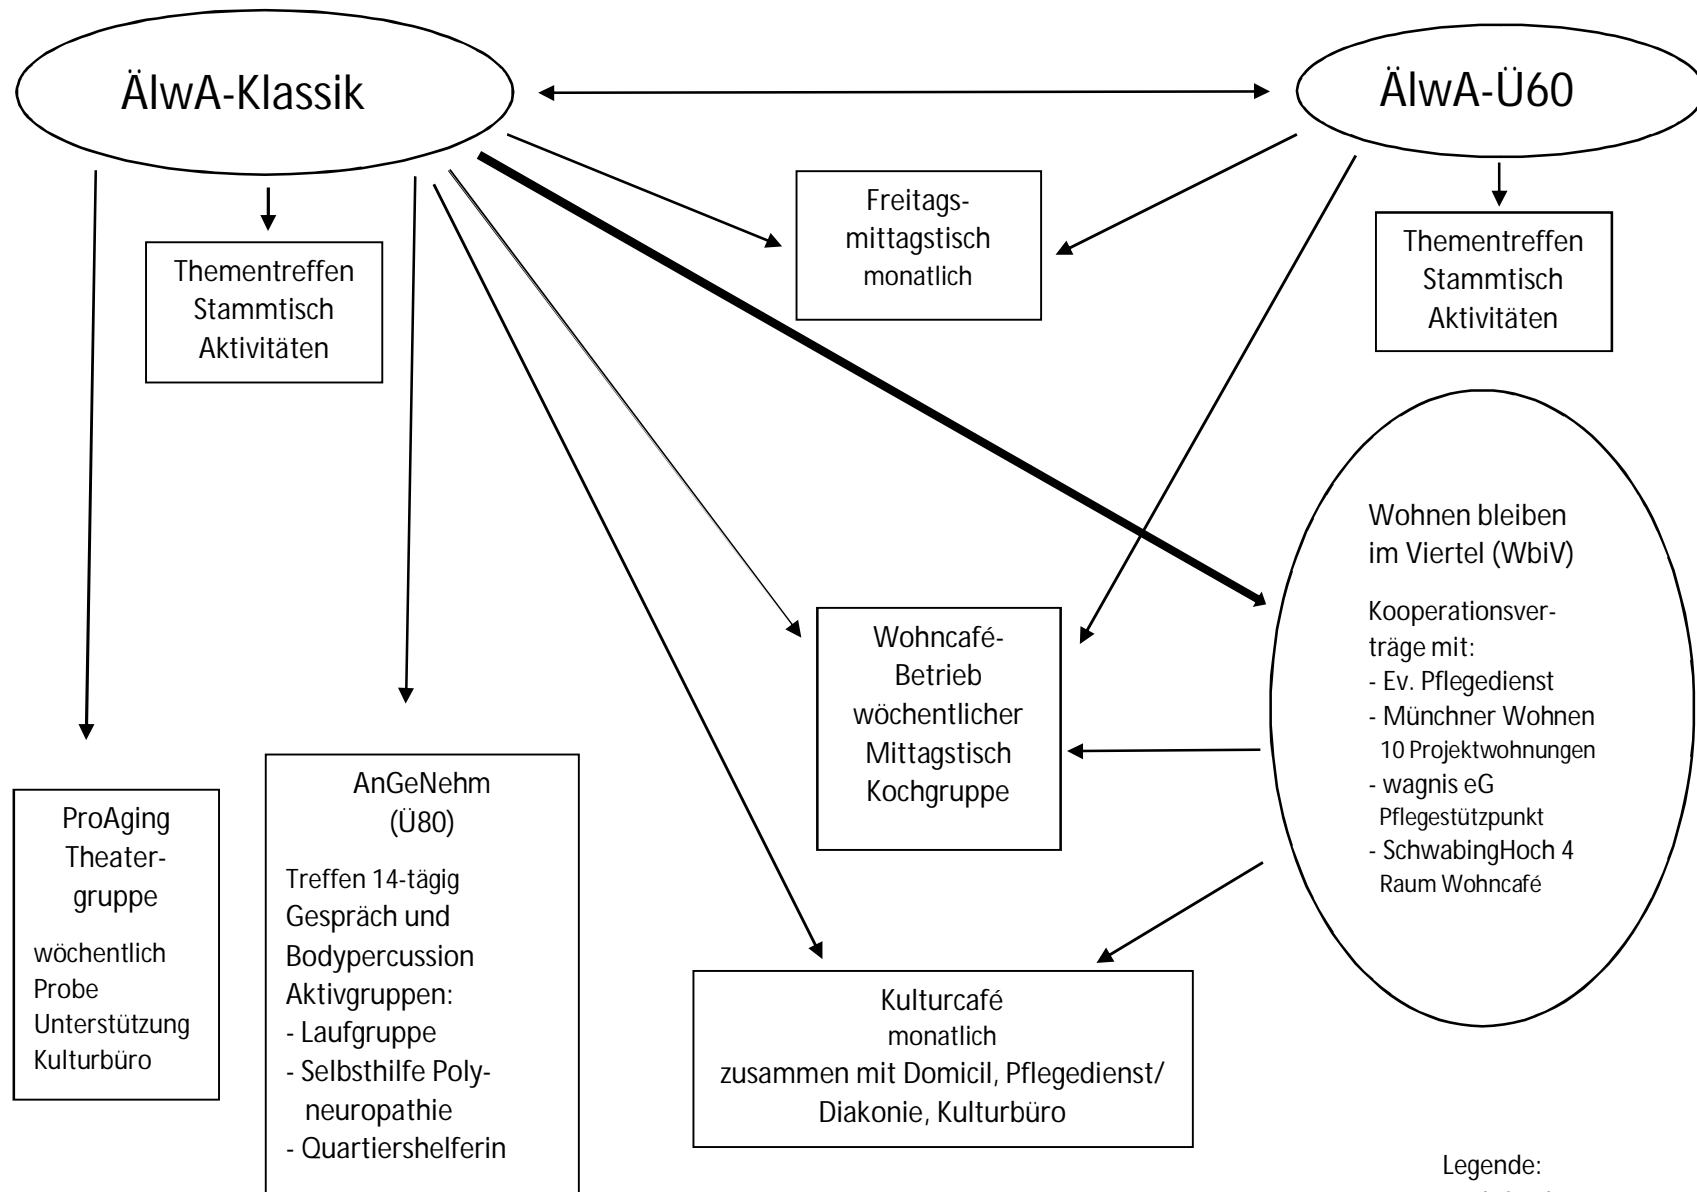 ÄlwA-Klassik
ÄlwA-Ü60
Freitags-
mittagstisch
monatlich
Thementreffen
Stammtisch
Aktivitäten
Thementreffen
Stammtisch
Aktivitäten
Wohnen bleiben
im Viertel (WbiV)
Kooperationsver-
träge mit:
- Ev. Pflegedienst
- Münchner Wohnen
10 Projektwohnungen
- wagnis eG
Pflegestützpunkt
- SchwabingHoch 4
Raum Wohncafé
Wohncafé-
Betrieb
wöchentlicher
Mittagstisch
Kochgruppe
ProAging
Theater-
gruppe
wöchentlich
Probe
Unterstützung
Kulturbüro
AnGeNehm
(Ü80)
Treffen 14-tägig
Gespräch und
Bodypercussion
Aktivgruppen:
- Laufgruppe
- Selbsthilfe Poly-
neuropathie
- Quartiershelferin
Kulturcafé
monatlich
zusammen mit Domicil, Pflegedienst/
Diakonie, Kulturbüro
Legende: